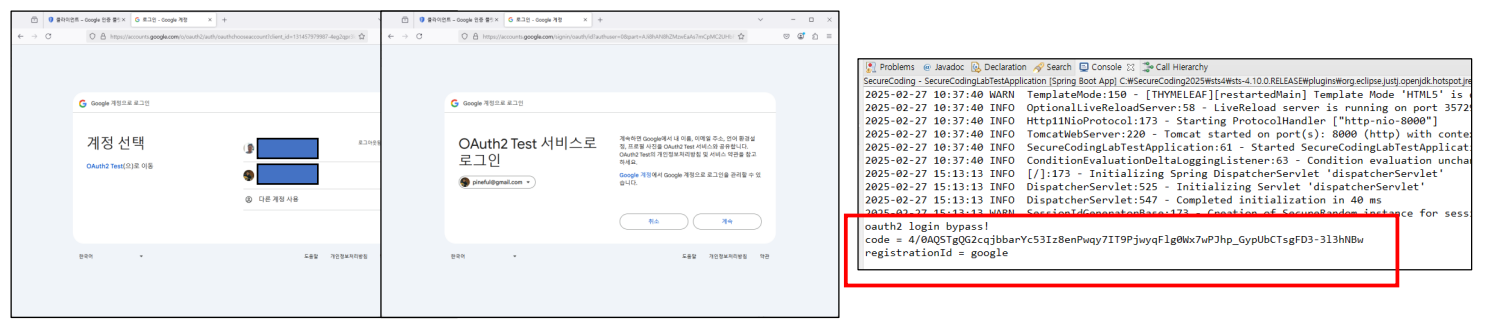 클라이언트 – Google 인증 플랫
로그인 - Google 계정
https://accounts.google.com/o/oauth2/auth/oauthchooseaccount?client_id=131457979987-4eg2qpr
Google 계정으로 로그인
계정 선택
OAuth2 Test(으)로 이동
로그아웃됨
다른 계정 사용
한국어
도움말 개인정보처리방침
클라이언트 – Google 인증 플랫
로그인 - Google 계정
Google 계정으로 로그인
OAuth2 Test 서비스로
로그인
pineful@gmail.com
계속하면 Google에서 내 이름, 이메일 주소, 언어 환경설
정, 프로필 사진을 OAuth2 Test 서비스와 공유합니다.
OAuth2 Test의 개인정보처리방침 및 서비스 약관을 참고
하세요.
Google 계정에서 Google 계정으로 로그인을 관리할 수 있
습니다.
취소 계속
한국어
도움말 개인정보처리방침 약관
Problems @ Javadoc Declaration Search Console Call Hierarchy
SecureCoding - SecureCodingLabTestApplication [Spring Boot App] C:₩SecureCoding2025₩sts4₩sts-4.10.0.RELEASE₩plugins₩org.eclipse.justj.openjdk.hotspot.jre
2025-02-27 10:37:40 WARN TemplateMode:150 - [THYMELEAF][restartedMain] Template Mode 'HTML5' is
2025-02-27 10:37:40 INFO OptionalLiveReloadServer:58 - LiveReload server is running on port 35729
2025-02-27 10:37:40 INFO Http11NioProtocol:173 - Starting ProtocolHandler ["http-nio-8000"]
2025-02-27 10:37:40 INFO TomcatWebServer:220 - Tomcat started on port(s): 8000 (http) with conte
2025-02-27 10:37:40 INFO SecureCodingLabTestApplication:61 - Started SecureCodingLabTestApplicati
2025-02-27 10:37:40 INFO ConditionEvaluationDeltaLoggingListener:63 - Condition evaluation unchan
2025-02-27 15:13:13 INFO [/]:173 - Initializing Spring DispatcherServlet 'dispatcherServlet'
2025-02-27 15:13:13 INFO DispatcherServlet:525 - Initializing Servlet 'dispatcherServlet'
2025-02-27 15:13:13 INFO DispatcherServlet:547 - Completed initialization in 40 ms
2025-02-27 15:13:13 WARN SessionIdGeneratorBase:173 - Creation of SecureRandom instance for sessi
oauth2 login bypass!
code = 4/0AQSTgQG2cqjbbarYc53Iz8enPwqy7IT9PjwyqFlg0Wx7wPJhp_GypUbCTsgFD3-3l3hNBw
registrationId = google